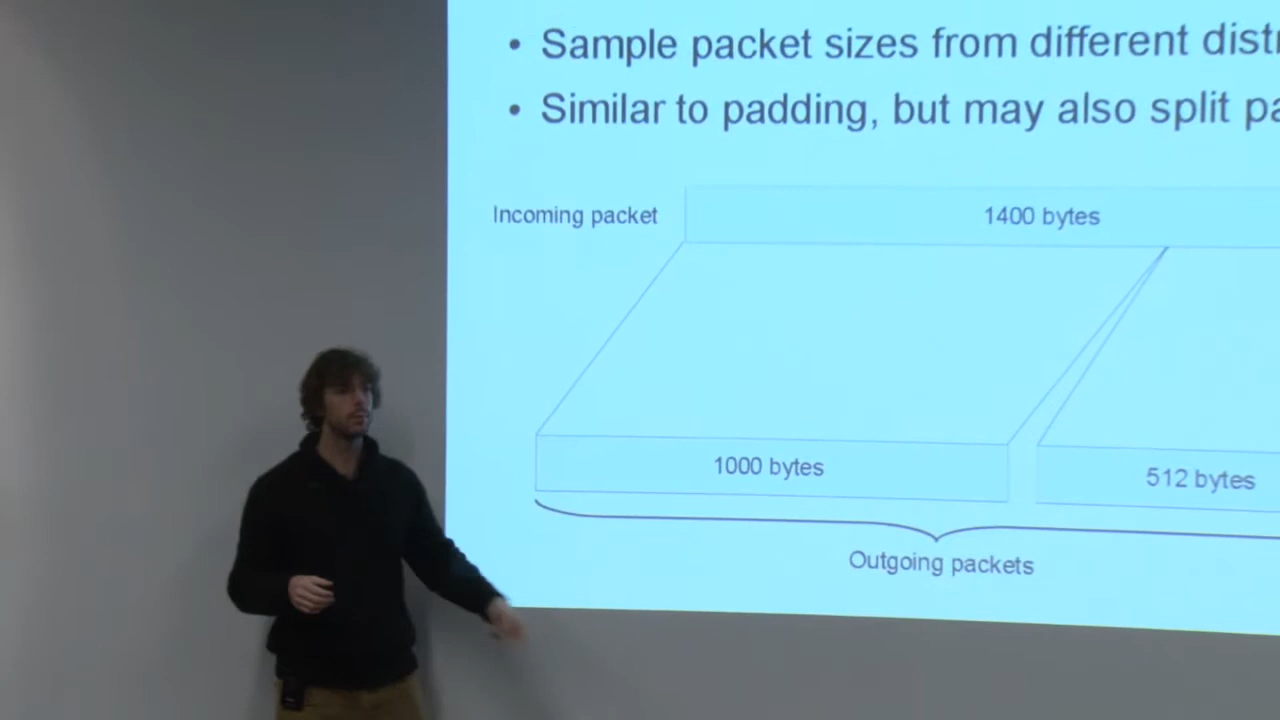 • Sample packet sizes from different
• Similar to padding, but may also split
Incoming packet
1400 bytes
1000 bytes
512 bytes
Outgoing packets